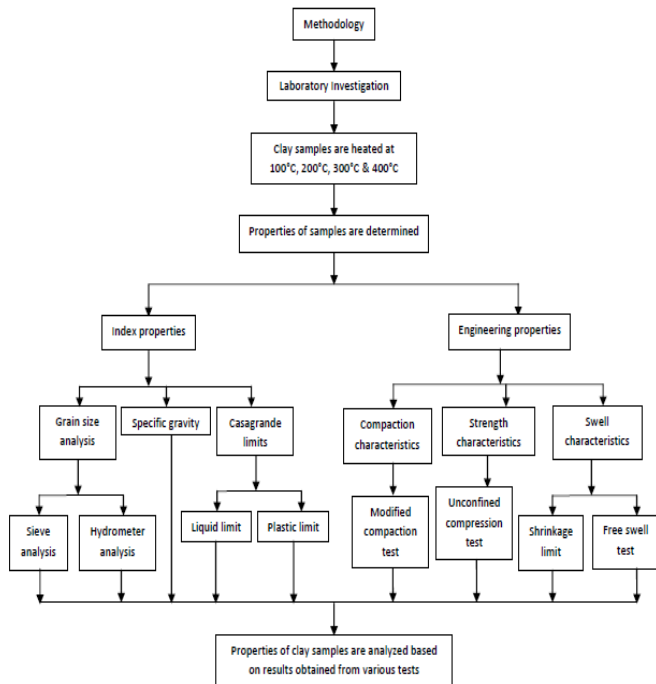 Methodology
Laboratory Investigation
Clay samples are heated at
100°C, 200°C, 300°C & 400°C
Properties of samples are determined
Index properties
Engineering properties
Grain size
analysis
Specific gravity
Casagrande
limits
Compaction
characteristics
Strength
characteristics
Swell
characteristics
Sieve
analysis
Hydrometer
analysis
Liquid limit
Plastic limit
Modified
compaction
test
Unconfined
compression
test
Shrinkage
limit
Free swell
test
Properties of clay samples are analyzed based
on results obtained from various tests